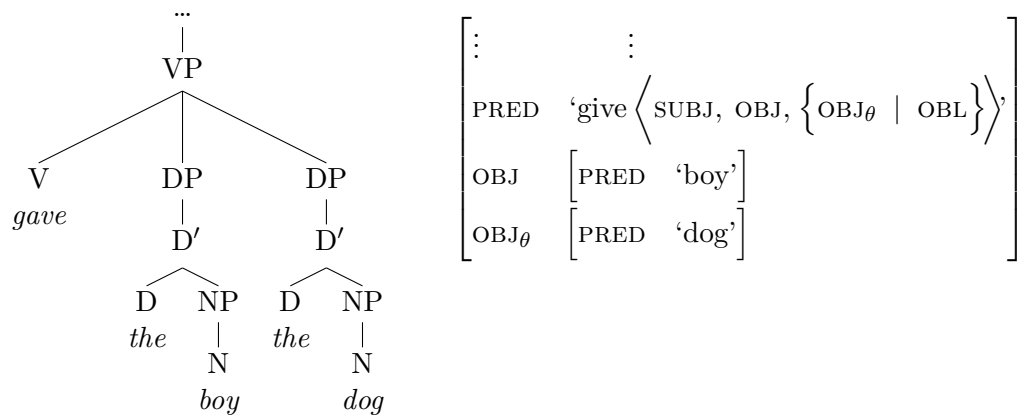 ...
VP
V DP DP
gave
D′ D′
D NP D NP
the the
N N
boy dog
⋮ ⋮
PRED ‘give⟨SUBJ, OBJ, {OBJθ | OBL}⟩’
OBJ [PRED ‘boy’]
OBJθ [PRED ‘dog’]